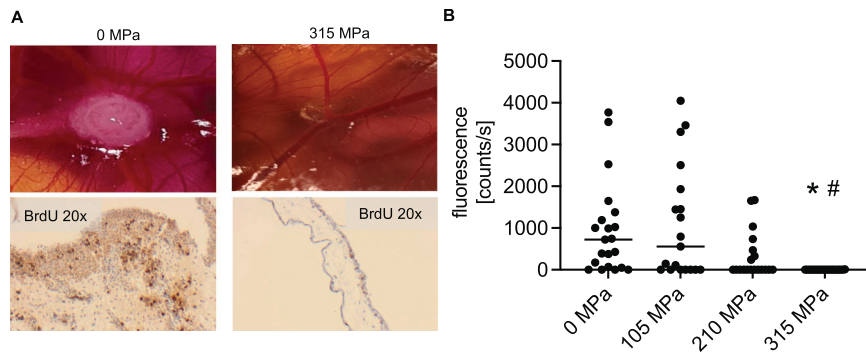 A
0 MPa
315 MPa
BrdU 20x
BrdU 20x
B
fluorescence
[counts/s]
5000
4000
3000
2000
1000
0
* #
0 MPa
105 MPa
210 MPa
315 MPa